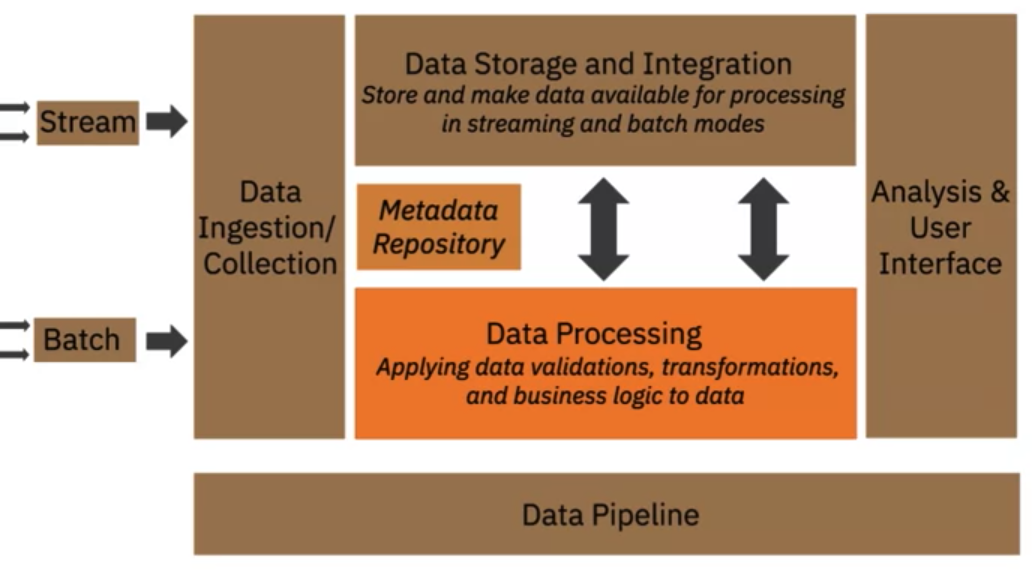 Stream
Batch
Data
Ingestion/
Collection
Data Storage and Integration
Store and make data available for processing
in streaming and batch modes
Metadata
Repository
Data Processing
Applying data validations, transformations,
and business logic to data
Analysis &
User
Interface
Data Pipeline